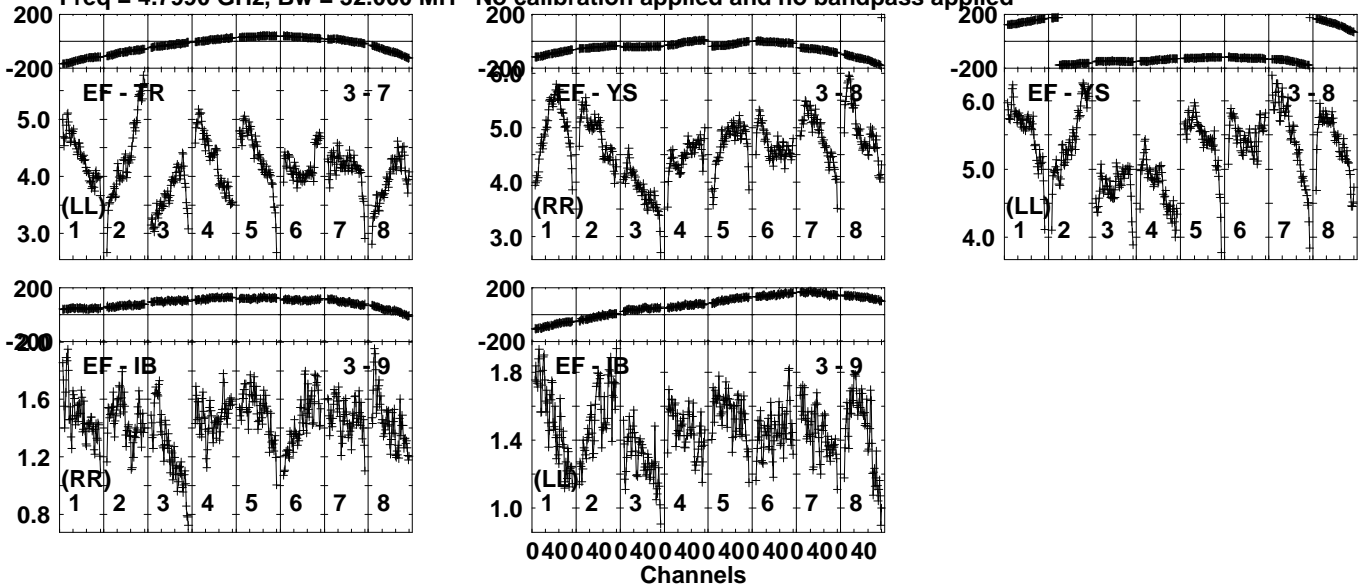 Freq = 4.7990 GHz, Bw = 32.000 MH No calibration applied and no bandpass applied
200
-200
EF - TR
3 - 7
5.0
4.0
3.0
(LL)
1 2 3 4 5 6 7 8
200
-200
6.0
EF - YS
3 - 8
5.0
4.0
3.0
(RR)
1 2 3 4 5 6 7 8
200
-200
6.0
EF - YS
3 - 8
5.0
4.0
(LL)
1 2 3 4 5 6 7 8
200
-200
2.0
EF - IB
3 - 9
1.6
1.2
0.8
(RR)
1 2 3 4 5 6 7 8
200
-200
EF - IB
3 - 9
1.8
1.4
1.0
(LL)
1 2 3 4 5 6 7 8
0 40 0 40 0 40 0 40 0 40 0 40 0 40 0 40
Channels